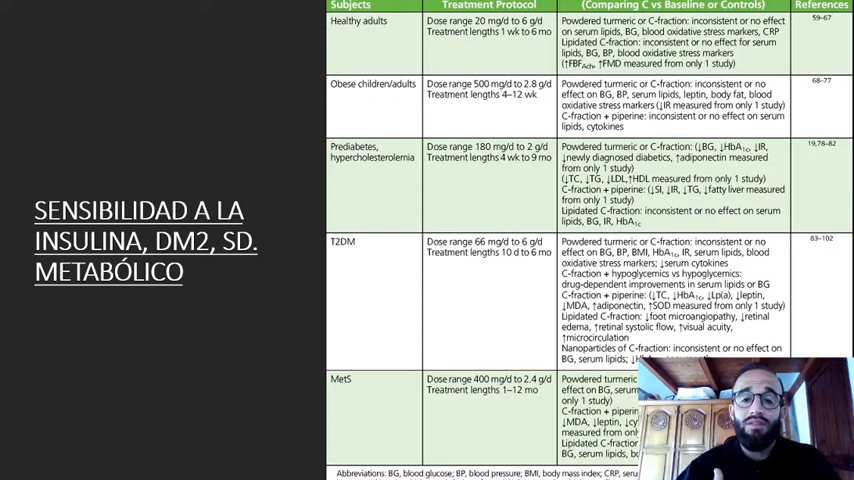 SENSIBILIDAD A LA
INSULINA, DM2, SD.
METABÓLICO
Subjects
Treatment Protocol
(Comparing C vs Baseline or Controls)
References
Healthy adults
Dose range 20 mg/d to 6 g/d
Treatment lengths 1 wk to 6 mo
Powdered turmeric or C-fraction: inconsistent or no effect
on serum lipids, BG, blood oxidative stress markers, CRP
Lipidated C-fraction: inconsistent or no effect for serum
lipids, BG, BP, blood oxidative stress markers
(↑FBFAch, ↑FMD measured from only 1 study)
59–67
Obese children/adults
Dose range 500 mg/d to 2.8 g/d
Treatment lengths 4–12 wk
Powdered turmeric or C-fraction: inconsistent or no
effect on BG, BP, serum lipids, leptin, body fat, blood
oxidative stress markers (↓IR measured from only 1 study)
C-fraction + piperine: inconsistent or no effect on serum
lipids, cytokines
68–77
Prediabetes,
hypercholesterolemia
Dose range 180 mg/d to 2 g/d
Treatment lengths 4 wk to 9 mo
Powdered turmeric or C-fraction: (↓BG, ↓HbA1c, ↓IR,
↓newly diagnosed diabetics, ↑adiponectin measured
from only 1 study)
(↓TC, ↓TG, ↓LDL,↑HDL measured from only 1 study)
C-fraction + piperine: (↓SI, ↓IR, ↓TG, ↓fatty liver measured
from only 1 study)
Lipidated C-fraction: inconsistent or no effect on serum
lipids, BG, IR, HbA1c
19,78–82
T2DM
Dose range 66 mg/d to 6 g/d
Treatment lengths 10 d to 6 mo
Powdered turmeric or C-fraction: inconsistent or no
effect on BG, BP, BMI, HbA1c, IR, serum lipids, blood
oxidative stress markers; ↓serum cytokines
C-fraction + hypoglycemics vs hypoglycemics:
drug-dependent improvements in serum lipids or BG
C-fraction + piperine: (↓TC, ↓HbA1c, ↓Lp(a), ↓leptin,
↓MDA, ↑adiponectin, ↑SOD measured from only 1 study)
Lipidated C-fraction: ↓foot microangiopathy, ↓retinal
edema, ↑retinal systolic flow, ↑visual acuity,
↑microcirculation
Nanoparticles of C-fraction: inconsistent or no effect on
BG, serum lipids;
83–102
MetS
Dose range 400 mg/d to 2.4 g/d
Treatment lengths 1–12 mo
Powdered turmeric
effect on BG, serum
only 1 study)
C-fraction +
↓MDA, ↓leptin,
measured from
Lipidated C-fraction
BG, serum lipids,
Abbreviations: BG, blood glucose; BP, blood pressure; BMI, body mass index; CRP,